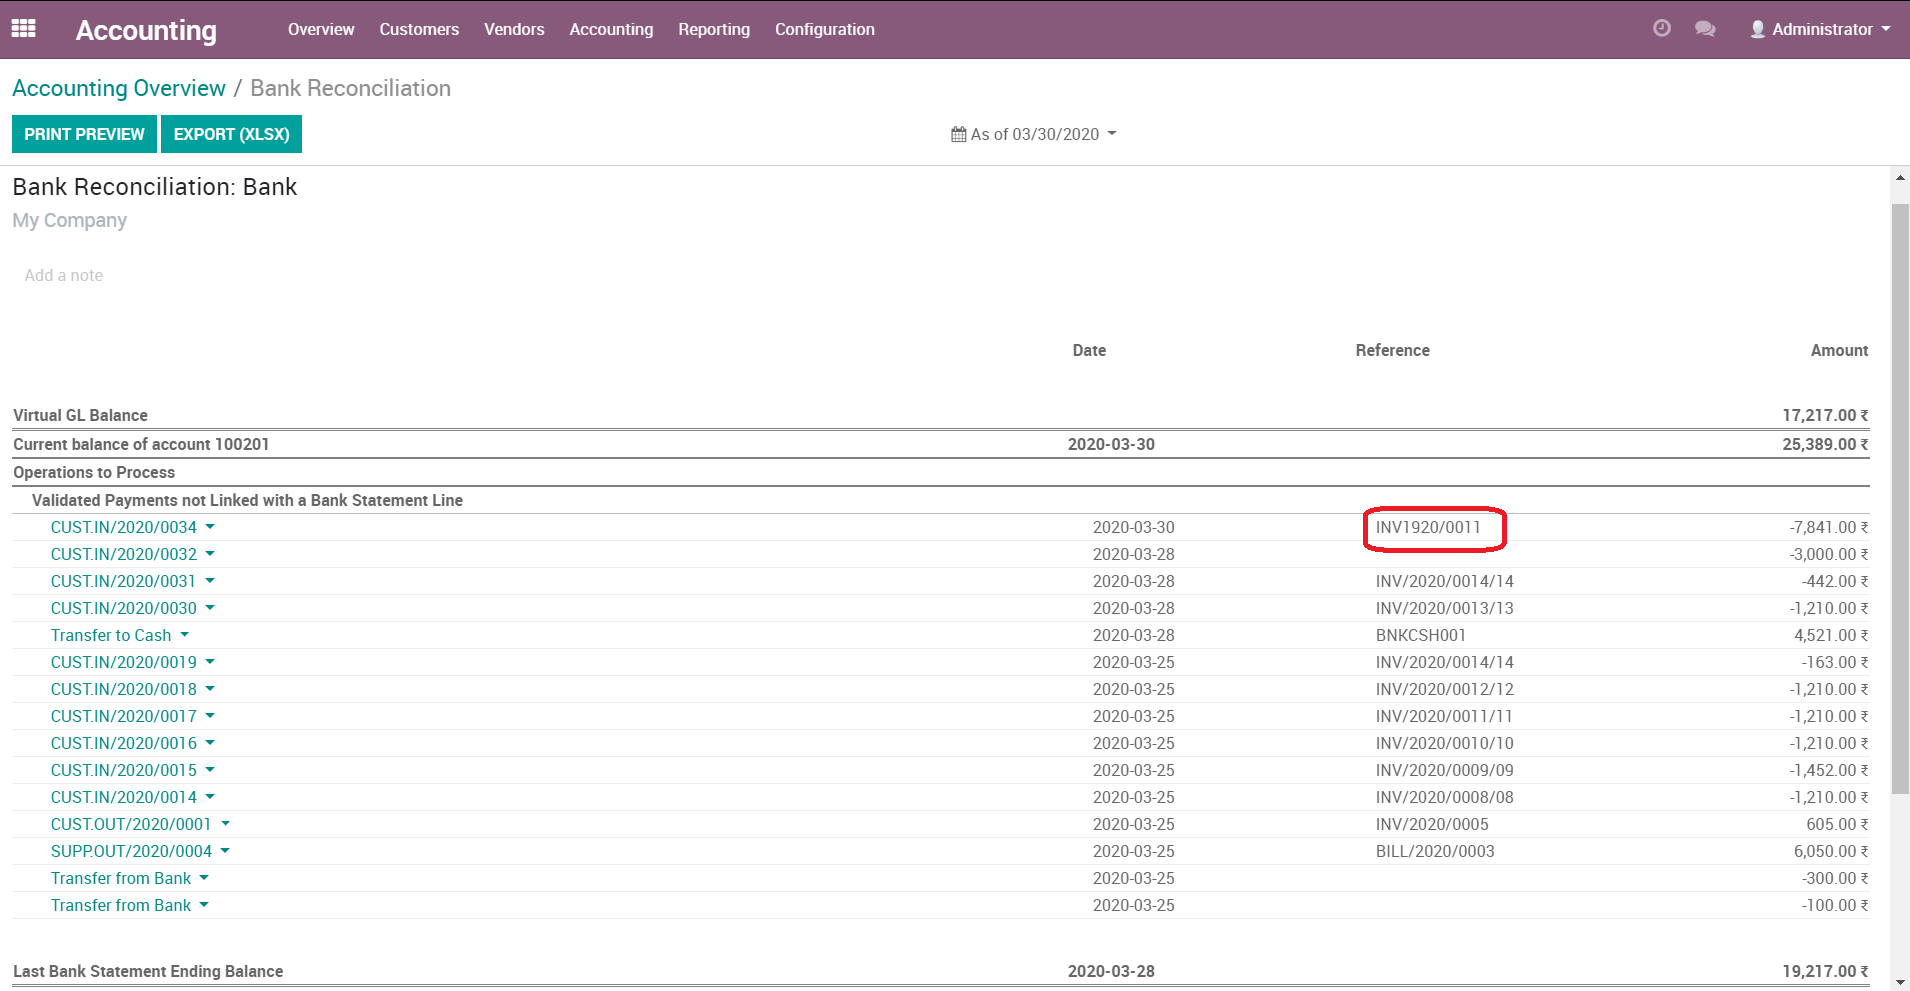 Accounting Overview Customers Vendors Accounting Reporting Configuration Administrator
Accounting Overview / Bank Reconciliation
PRINT PREVIEW EXPORT (XLSX) As of 03/30/2020
Bank Reconciliation: Bank
My Company
Add a note
Date Reference Amount
Virtual GL Balance 17,217.00 ₹
Current balance of account 100201 2020-03-30 25,389.00 ₹
Operations to Process
Validated Payments not Linked with a Bank Statement Line
CUST.IN/2020/0034 2020-03-30 INV1920/0011 -7,841.00 ₹
CUST.IN/2020/0032 2020-03-28 -3,000.00 ₹
CUST.IN/2020/0031 2020-03-28 INV/2020/0014/14 -442.00 ₹
CUST.IN/2020/0030 2020-03-28 INV/2020/0013/13 -1,210.00 ₹
Transfer to Cash 2020-03-28 BNKCSH001 4,521.00 ₹
CUST.IN/2020/0019 2020-03-25 INV/2020/0014/14 -163.00 ₹
CUST.IN/2020/0018 2020-03-25 INV/2020/0012/12 -1,210.00 ₹
CUST.IN/2020/0017 2020-03-25 INV/2020/0011/11 -1,210.00 ₹
CUST.IN/2020/0016 2020-03-25 INV/2020/0010/10 -1,210.00 ₹
CUST.IN/2020/0015 2020-03-25 INV/2020/0009/09 -1,452.00 ₹
CUST.IN/2020/0014 2020-03-25 INV/2020/0008/08 -1,210.00 ₹
CUST.OUT/2020/0001 2020-03-25 INV/2020/0005 605.00 ₹
SUPP.OUT/2020/0004 2020-03-25 BILL/2020/0003 6,050.00 ₹
Transfer from Bank 2020-03-25 -300.00 ₹
Transfer from Bank 2020-03-25 -100.00 ₹
Last Bank Statement Ending Balance 2020-03-28 19,217.00 ₹